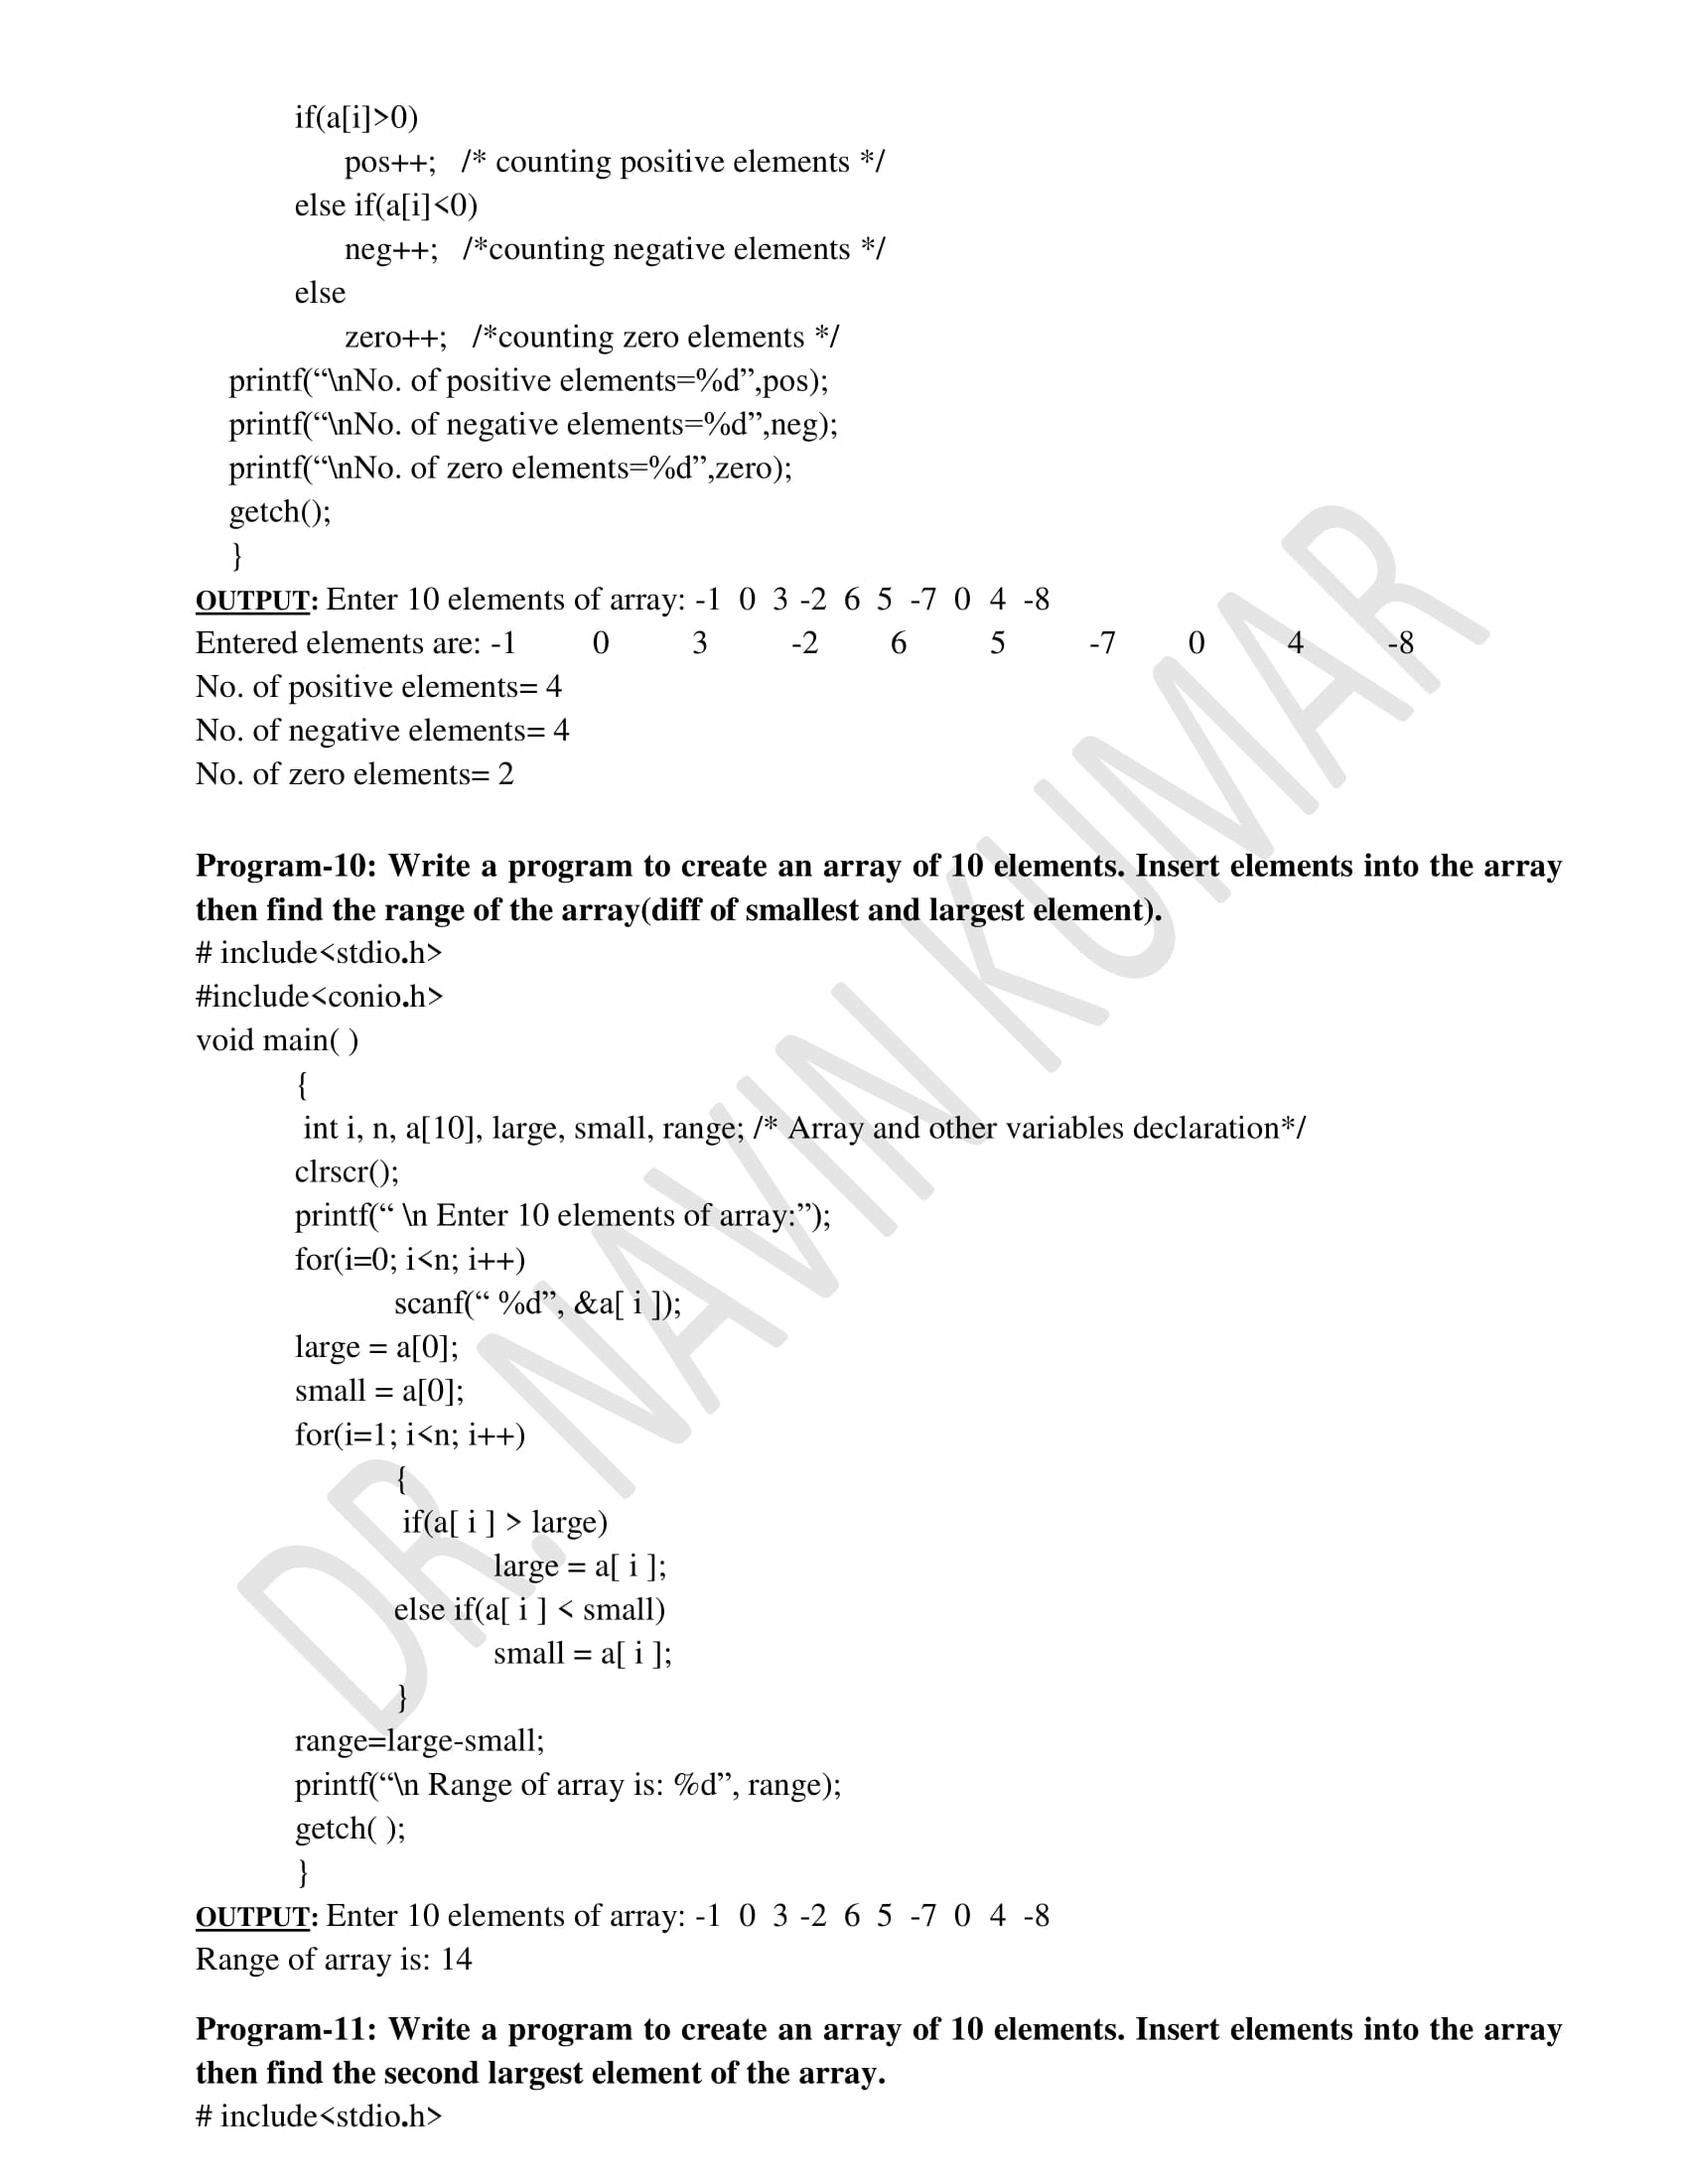 if(a[i]>0)
pos++; /* counting positive elements */
else if(a[i]<0)
neg++; /*counting negative elements */
else
zero++; /*counting zero elements */
printf(“\nNo. of positive elements=%d”,pos);
printf(“\nNo. of negative elements=%d”,neg);
printf(“\nNo. of zero elements=%d”,zero);
getch();
}
OUTPUT: Enter 10 elements of array: -1 0 3 -2 6 5 -7 0 4 -8
Entered elements are: -1 0 3 -2 6 5 -7 0 4 -8
No. of positive elements= 4
No. of negative elements= 4
No. of zero elements= 2
Program-10: Write a program to create an array of 10 elements. Insert elements into the array
then find the range of the array(diff of smallest and largest element).
# include<stdio.h>
#include<conio.h>
void main( )
{
int i, n, a[10], large, small, range; /* Array and other variables declaration*/
clrscr();
printf(“ \n Enter 10 elements of array:”);
for(i=0; i<n; i++)
scanf(“ %d”, &a[ i ]);
large = a[0];
small = a[0];
for(i=1; i<n; i++)
{
if(a[ i ] > large)
large = a[ i ];
else if(a[ i ] < small)
small = a[ i ];
}
range=large-small;
printf(“\n Range of array is: %d”, range);
getch( );
}
OUTPUT: Enter 10 elements of array: -1 0 3 -2 6 5 -7 0 4 -8
Range of array is: 14
Program-11: Write a program to create an array of 10 elements. Insert elements into the array
then find the second largest element of the array.
# include<stdio.h>
DR. NAVIN KUMAR